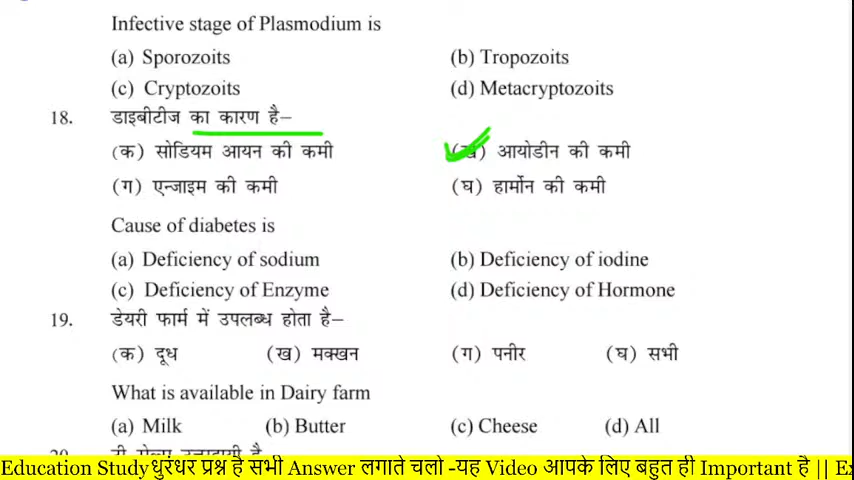 Infective stage of Plasmodium is
(a) Sporozoits (b) Tropozoits
(c) Cryptozoits (d) Metacryptozoits
18. डाइबीटीज का कारण है–
(क) सोडियम आयन की कमी (ख) आयोडीन की कमी
(ग) एन्जाइम की कमी (घ) हार्मोन की कमी
Cause of diabetes is
(a) Deficiency of sodium (b) Deficiency of iodine
(c) Deficiency of Enzyme (d) Deficiency of Hormone
19. डेयरी फार्म में उपलब्ध होता है–
(क) दूध (ख) मक्खन (ग) पनीर (घ) सभी
What is available in Dairy farm
(a) Milk (b) Butter (c) Cheese (d) All
Education Studyधुरंधर प्रश्न है सभी Answer लगाते चलो -यह Video आपके लिए बहुत ही Important है ||